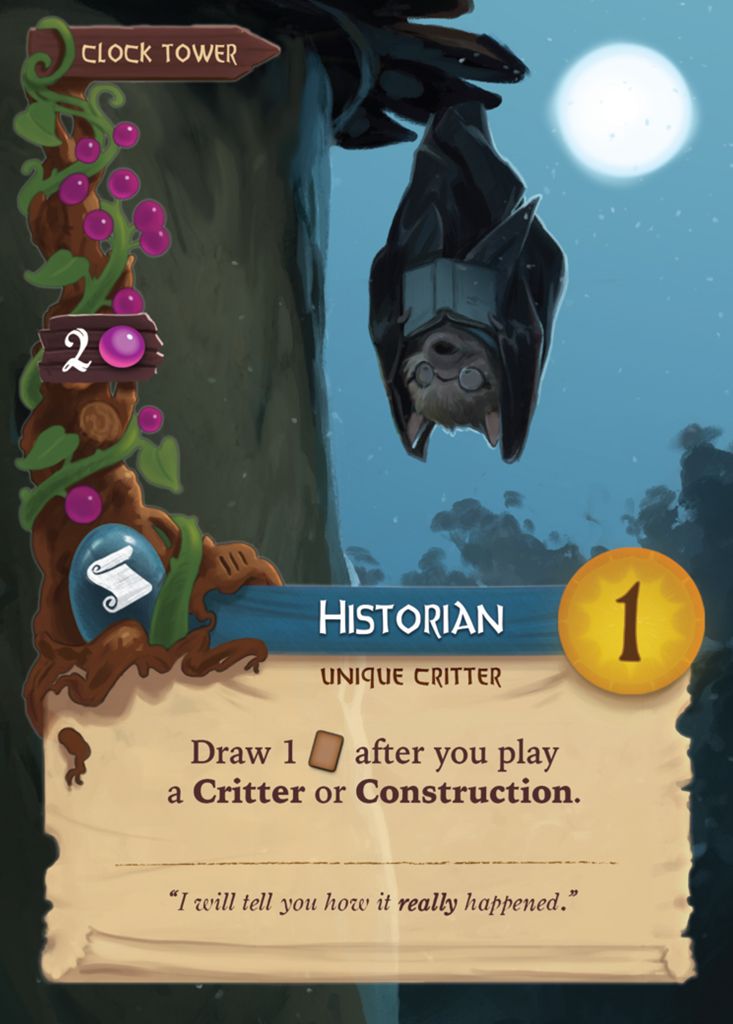 CLOCK TOWER
2
HISTORIAN
1
UNIQUE CRITTER
Draw 1 after you play
a Critter or Construction.
“I will tell you how it really happened.”